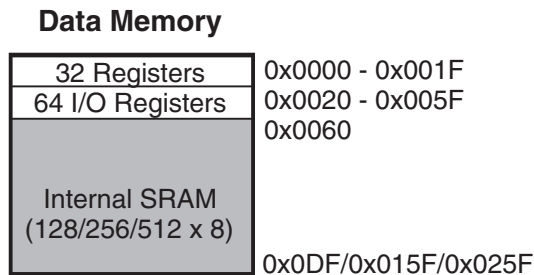 Data Memory
32 Registers 0x0000 - 0x001F
64 I/O Registers 0x0020 - 0x005F
0x0060
Internal SRAM
(128/256/512 x 8)
0x0DF/0x015F/0x025F